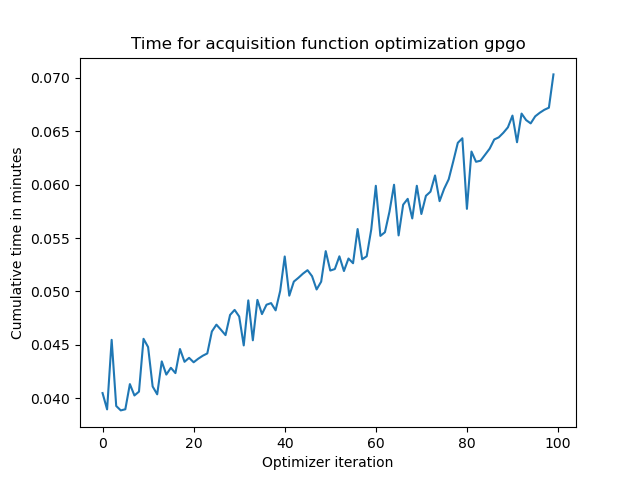 Time for acquisition function optimization gpgo
0.070
0.065
0.060
0.055
0.050
0.045
0.040
Cumulative time in minutes
0 20 40 60 80 100
Optimizer iteration